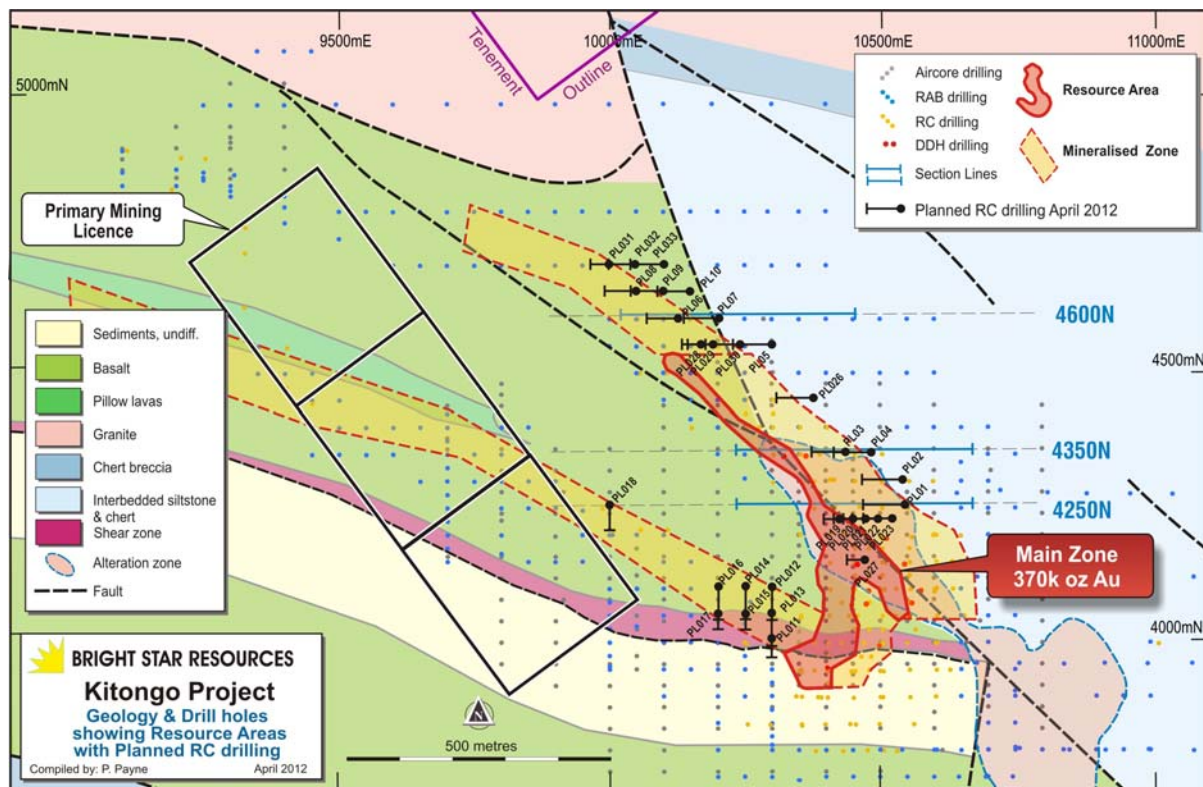 9500mE
10000mE
10500mE
11000mE
5000mN
4500mN
4000mN
Tenement
Outline
Aircore drilling
RAB drilling
RC drilling
DDH drilling
Section Lines
Planned RC drilling April 2012
Resource Area
Mineralised Zone
Primary Mining
Licence
Sediments, undiff.
Basalt
Pillow lavas
Granite
Chert breccia
Interbedded siltstone
& chert
Shear zone
Alteration zone
Fault
PL031
PL032
PL033
PL08
PL09
PL10
PL06
PL07
PL028
PL029
PL030
PL05
PL026
PL03
PL04
PL02
PL01
PL019
PL020
PL022
PL023
PL027
PL018
PL016
PL014
PL012
PL017
PL015
PL013
PL011
4600N
4350N
4250N
Main Zone
370k oz Au
N
500 metres
BRIGHT STAR RESOURCES
Kitongo Project
Geology & Drill holes
showing Resource Areas
with Planned RC drilling
Compiled by: P. Payne
April 2012